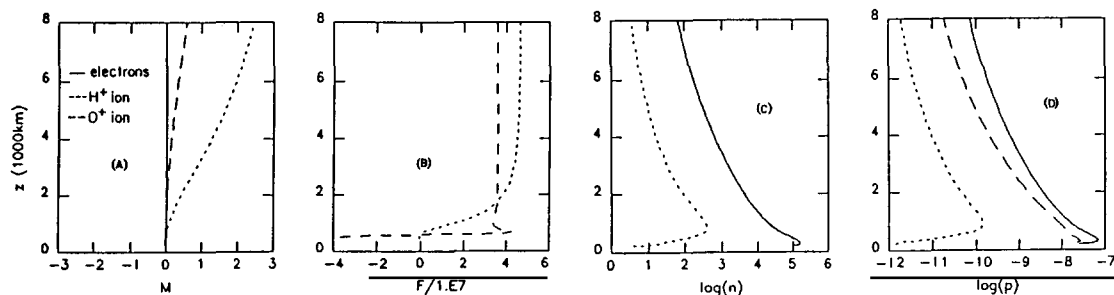 z (1000km)
8
6
4
2
0
— electrons
---- H+ ion
-- O+ ion
(A)
−3 −2 −1 0 1 2 3
M
8
6
4
2
0
(B)
−4 −2 0 2 4 6
F/1.E7
8
6
4
2
0
(C)
0 1 2 3 4 5 6
log(n)
8
6
4
2
0
(D)
−12 −11 −10 −9 −8 −7
log(p)